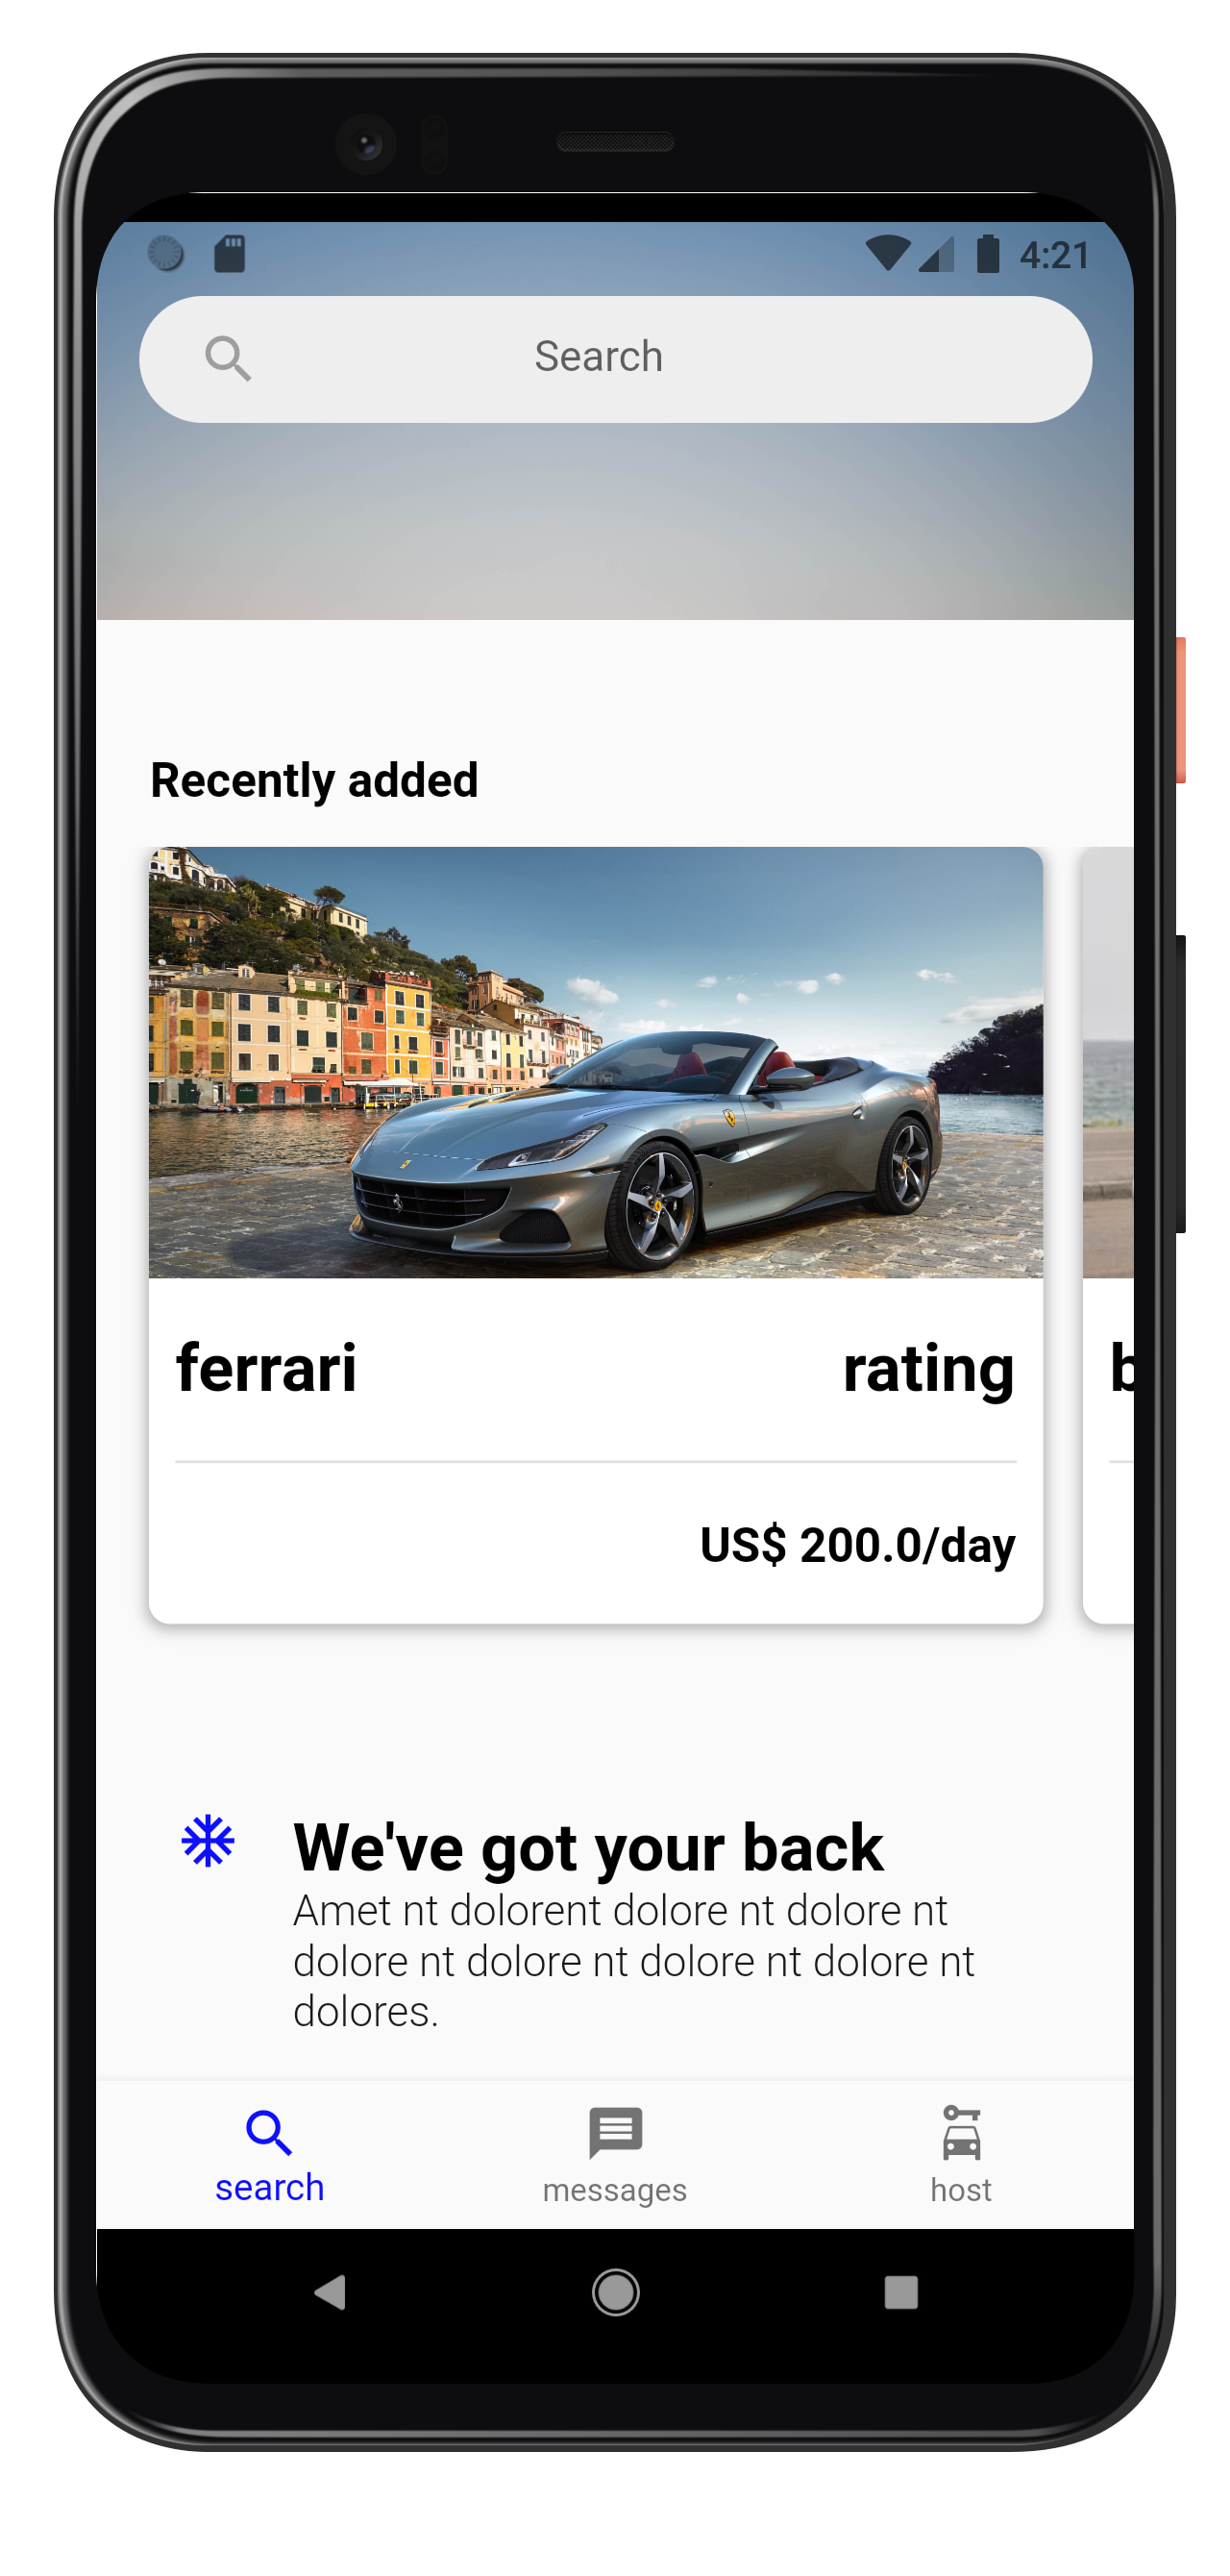 4:21
Search
Recently added
ferrari
rating
b
US$ 200.0/day
We've got your back
Amet nt dolorent dolore nt dolore nt
dolore nt dolore nt dolore nt dolore nt
dolores.
search
messages
host